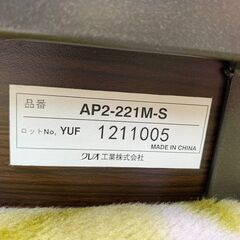 品番 AP2-221M-S
ロットNo, YUF 1211005
MADE IN CHINA
クレオ工業株式会社